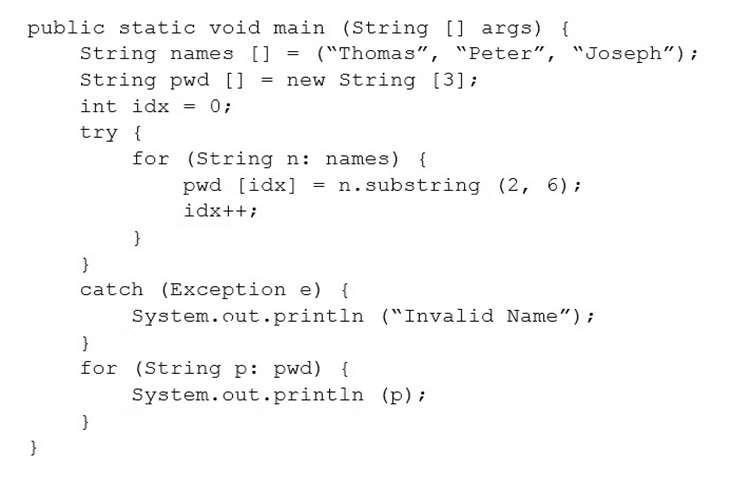 public static void main (String [] args) {
String names [] = (“Thomas”, “Peter”, “Joseph”);
String pwd [] = new String [3];
int idx = 0;
try {
for (String n: names) {
pwd [idx] = n.substring (2, 6);
idx++;
}
}
catch (Exception e) {
System.out.println (“Invalid Name”);
}
for (String p: pwd) {
System.out.println (p);
}
}